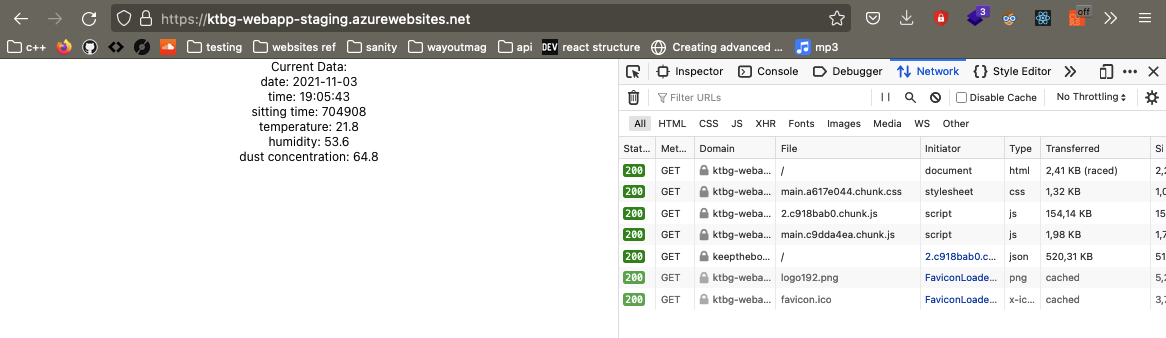 https://ktbg-webapp-staging.azurewebsites.net
3
off
c++
testing
websites ref
sanity
wayoutmag
api
DEV react structure
Creating advanced ...
mp3
Current Data:
date: 2021-11-03
time: 19:05:43
sitting time: 704908
temperature: 21.8
humidity: 53.6
dust concentration: 64.8
Inspector Console Debugger Network Style Editor
Filter URLs Disable Cache No Throttling
All HTML CSS JS XHR Fonts Images Media WS Other
Stat... Met... Domain File Initiator Type Transferred Si
200 GET ktbg-weba... / document html 2,41 KB (raced) 2,2
200 GET ktbg-weba... main.a617e044.chunk.css stylesheet css 1,32 KB 1,0
200 GET ktbg-weba... 2.c918bab0.chunk.js script js 154,14 KB 15
200 GET ktbg-weba... main.c9dda4ea.chunk.js script js 1,98 KB 1,7
200 GET keepthebo... / 2.c918bab0.c... json 520,31 KB 51
200 GET ktbg-weba... logo192.png FaviconLoade... png cached 5,2
200 GET ktbg-weba... favicon.ico FaviconLoade... x-ic... cached 3,7